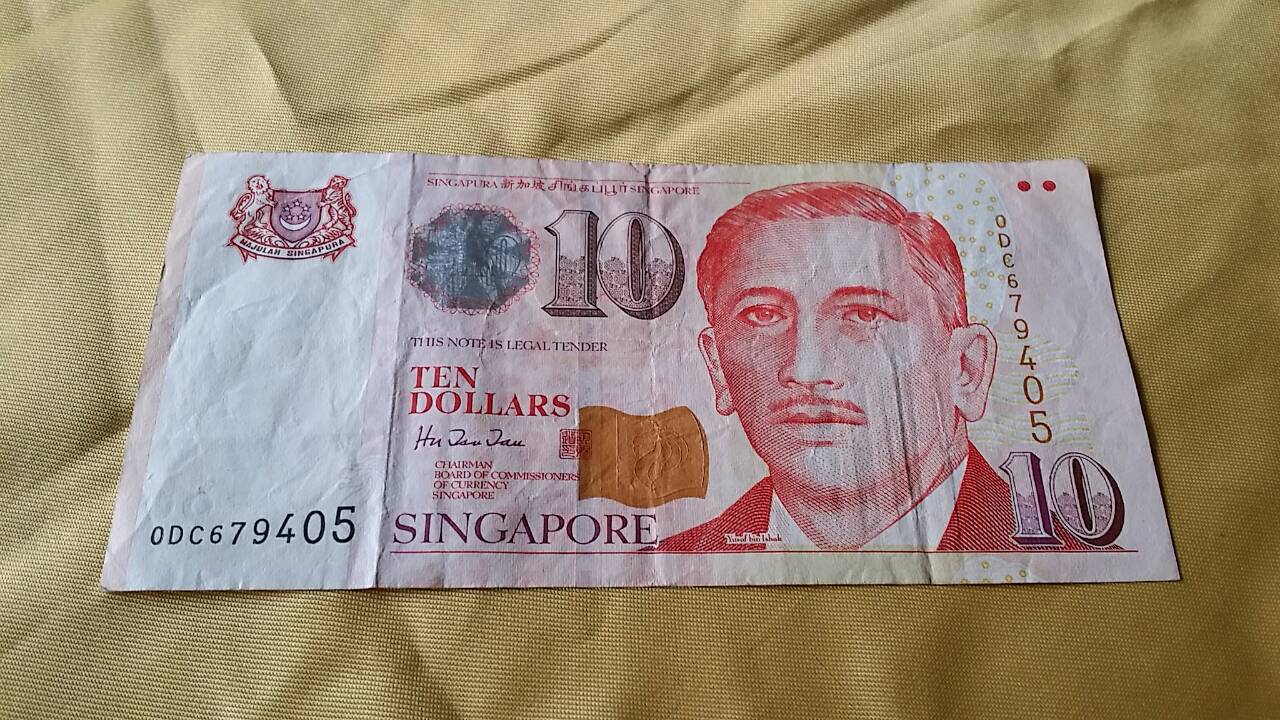 MAJULAH SINGAPURA
SINGAPURA 新加坡 சிங்கப்பூர் SINGAPORE
10
THIS NOTE IS LEGAL TENDER
TEN
DOLLARS
CHAIRMAN
BOARD OF COMMISSIONERS
OF CURRENCY
SINGAPORE
0DC679405
SINGAPORE
Yusof bin Ishak
0DC679405
10